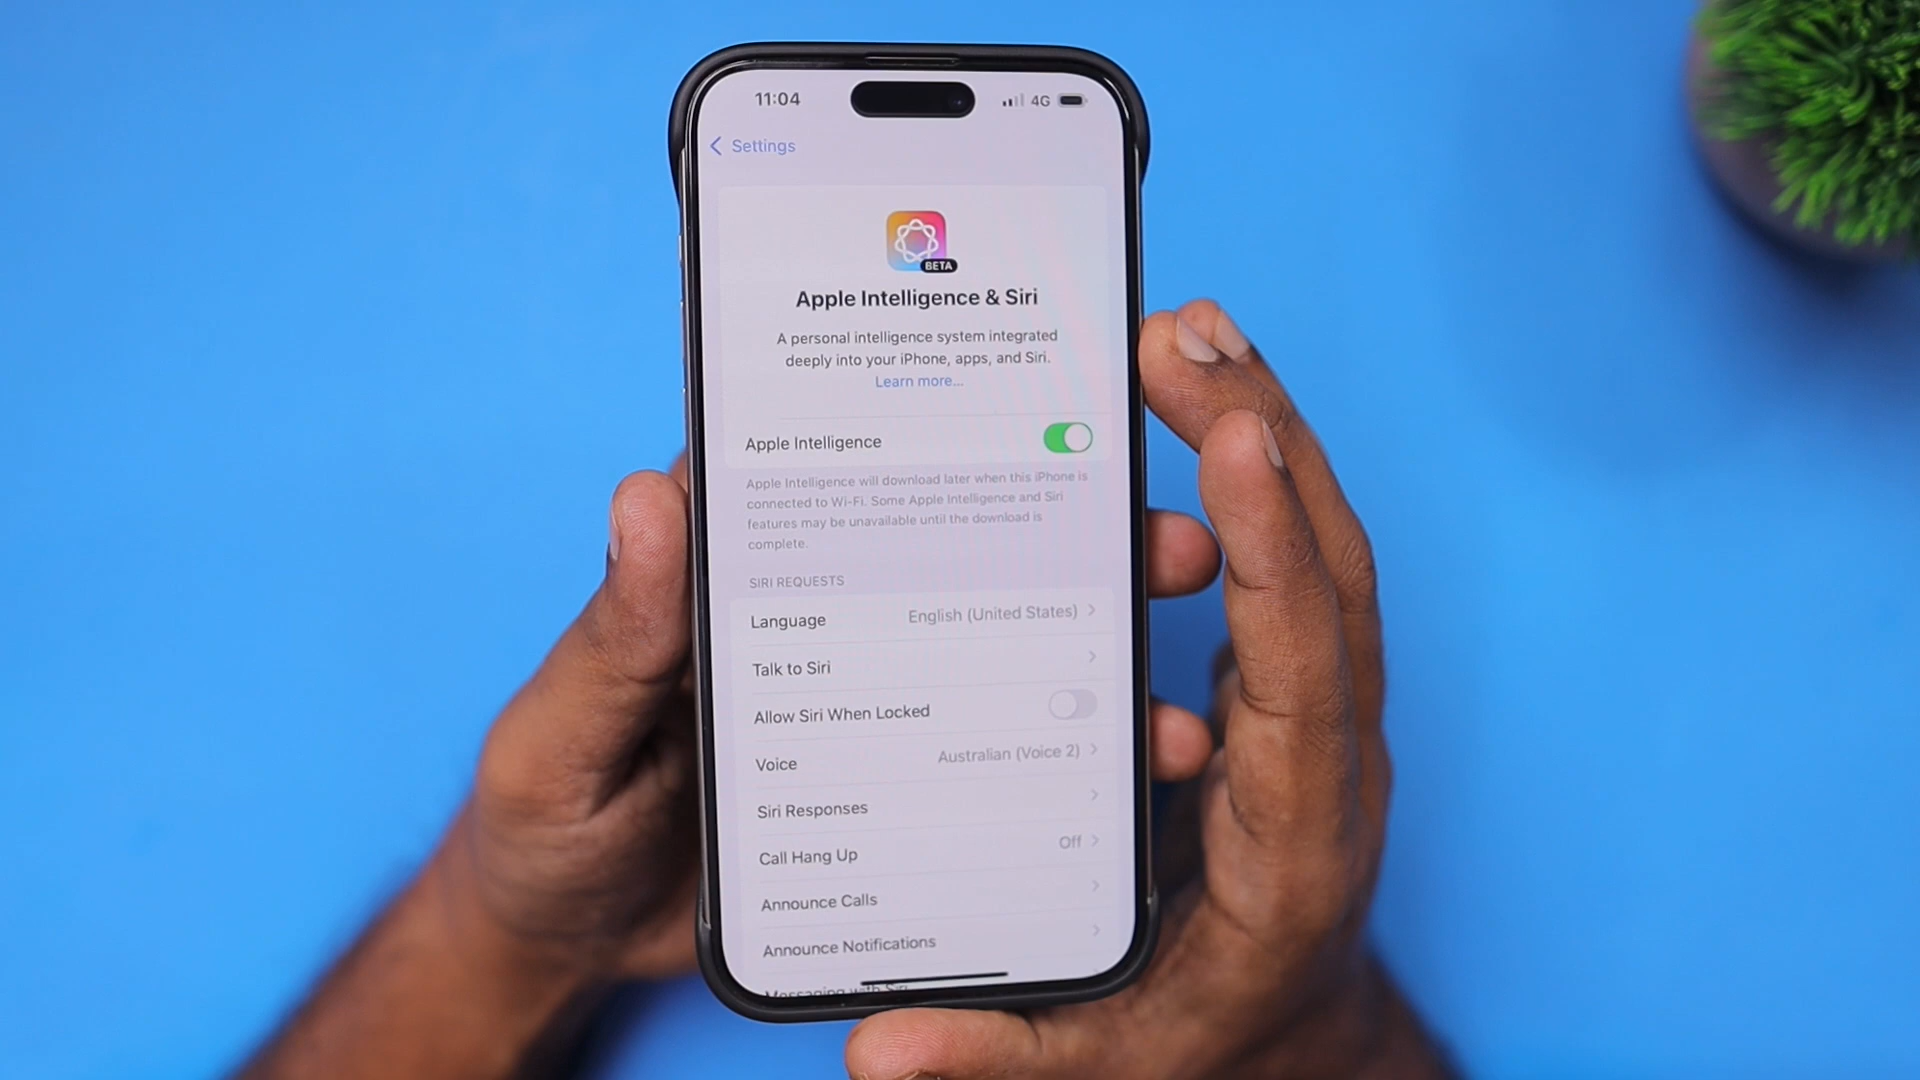 11:04
4G
Settings
BETA
Apple Intelligence & Siri
A personal intelligence system integrated
deeply into your iPhone, apps, and Siri.
Learn more...
Apple Intelligence
Apple Intelligence will download later when this iPhone is
connected to Wi-Fi. Some Apple Intelligence and Siri
features may be unavailable until the download is
complete.
SIRI REQUESTS
Language English (United States)
Talk to Siri
Allow Siri When Locked
Voice Australian (Voice 2)
Siri Responses
Call Hang Up Off
Announce Calls
Announce Notifications
Messaging with Siri